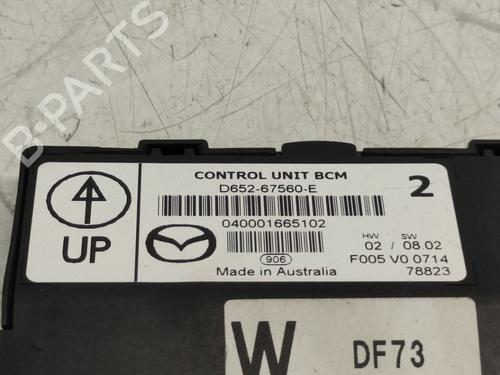 CONTROL UNIT BCM
D652-67560-E
2
040001665102
UP
HW SW
02 / 08.02
906
F005 V0 0714
Made in Australia
78823
W
DF73
B-PARTS